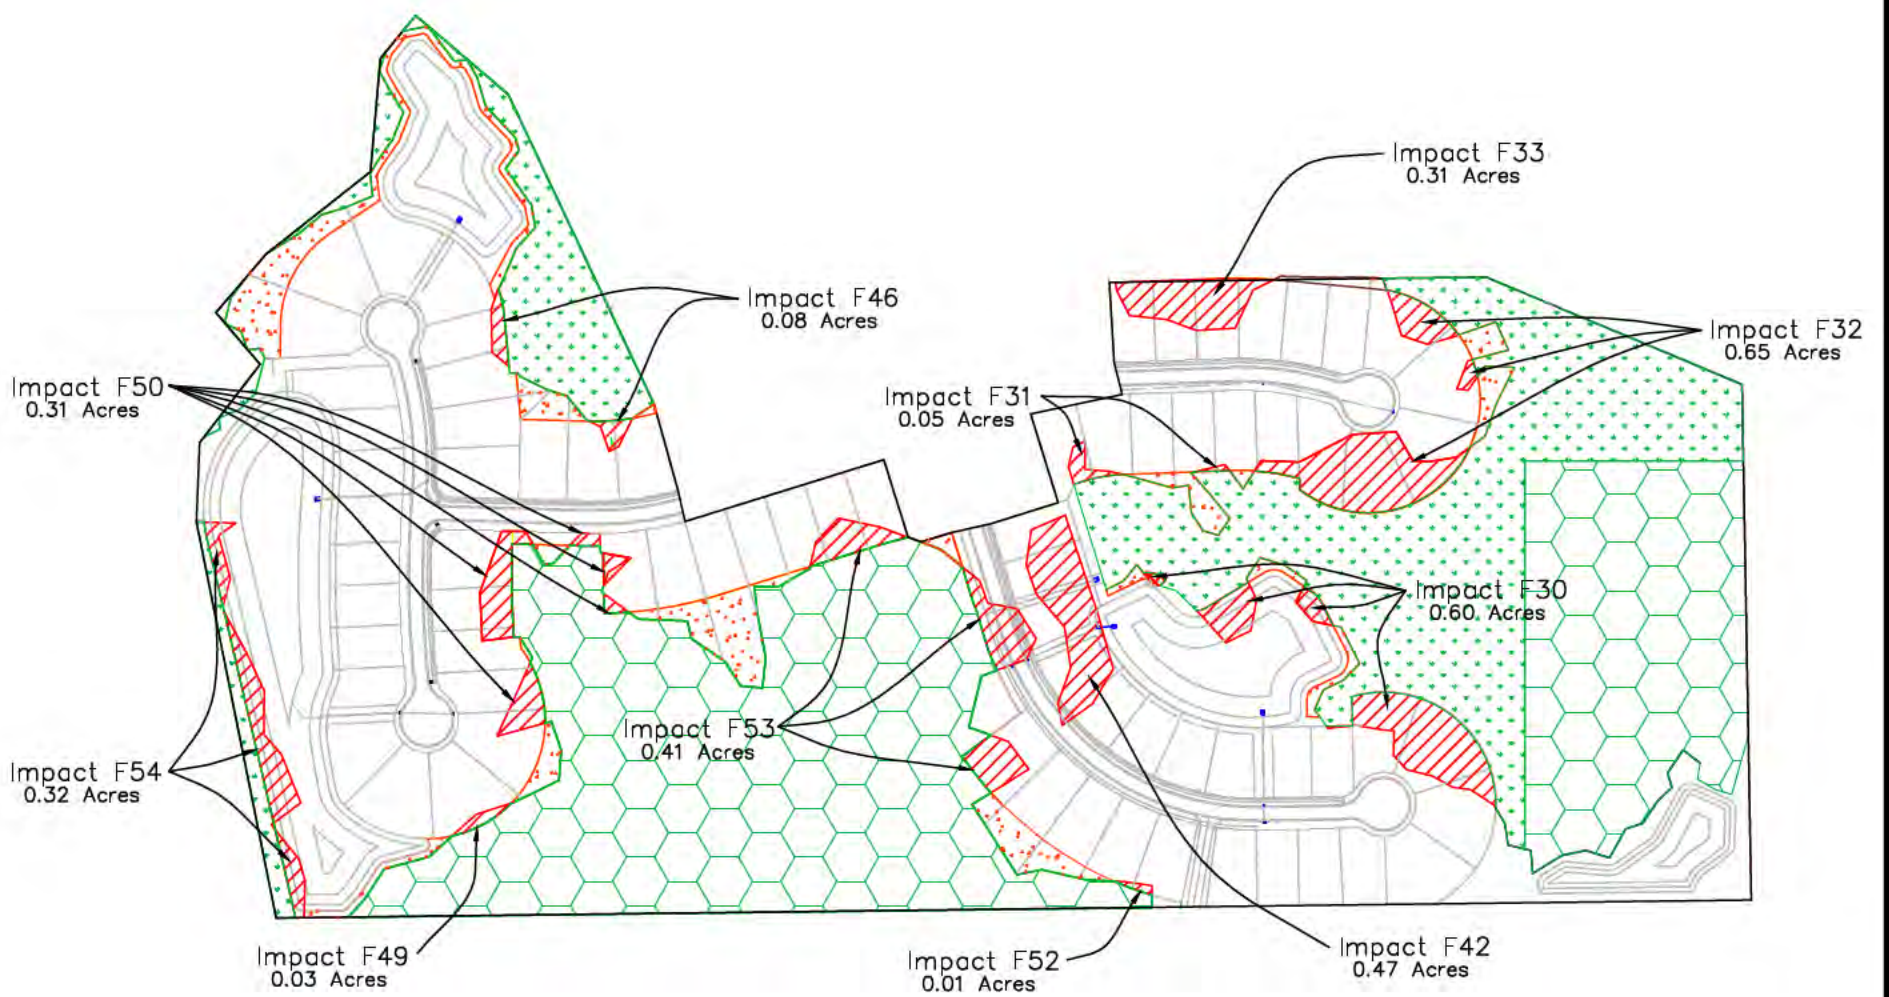 Impact F33
0.31 Acres
Impact F46
0.08 Acres
Impact F32
0.65 Acres
Impact F50
0.31 Acres
Impact F31
0.05 Acres
Impact F30
0.60 Acres
Impact F53
0.41 Acres
Impact F54
0.32 Acres
Impact F49
0.03 Acres
Impact F52
0.01 Acres
Impact F42
0.47 Acres